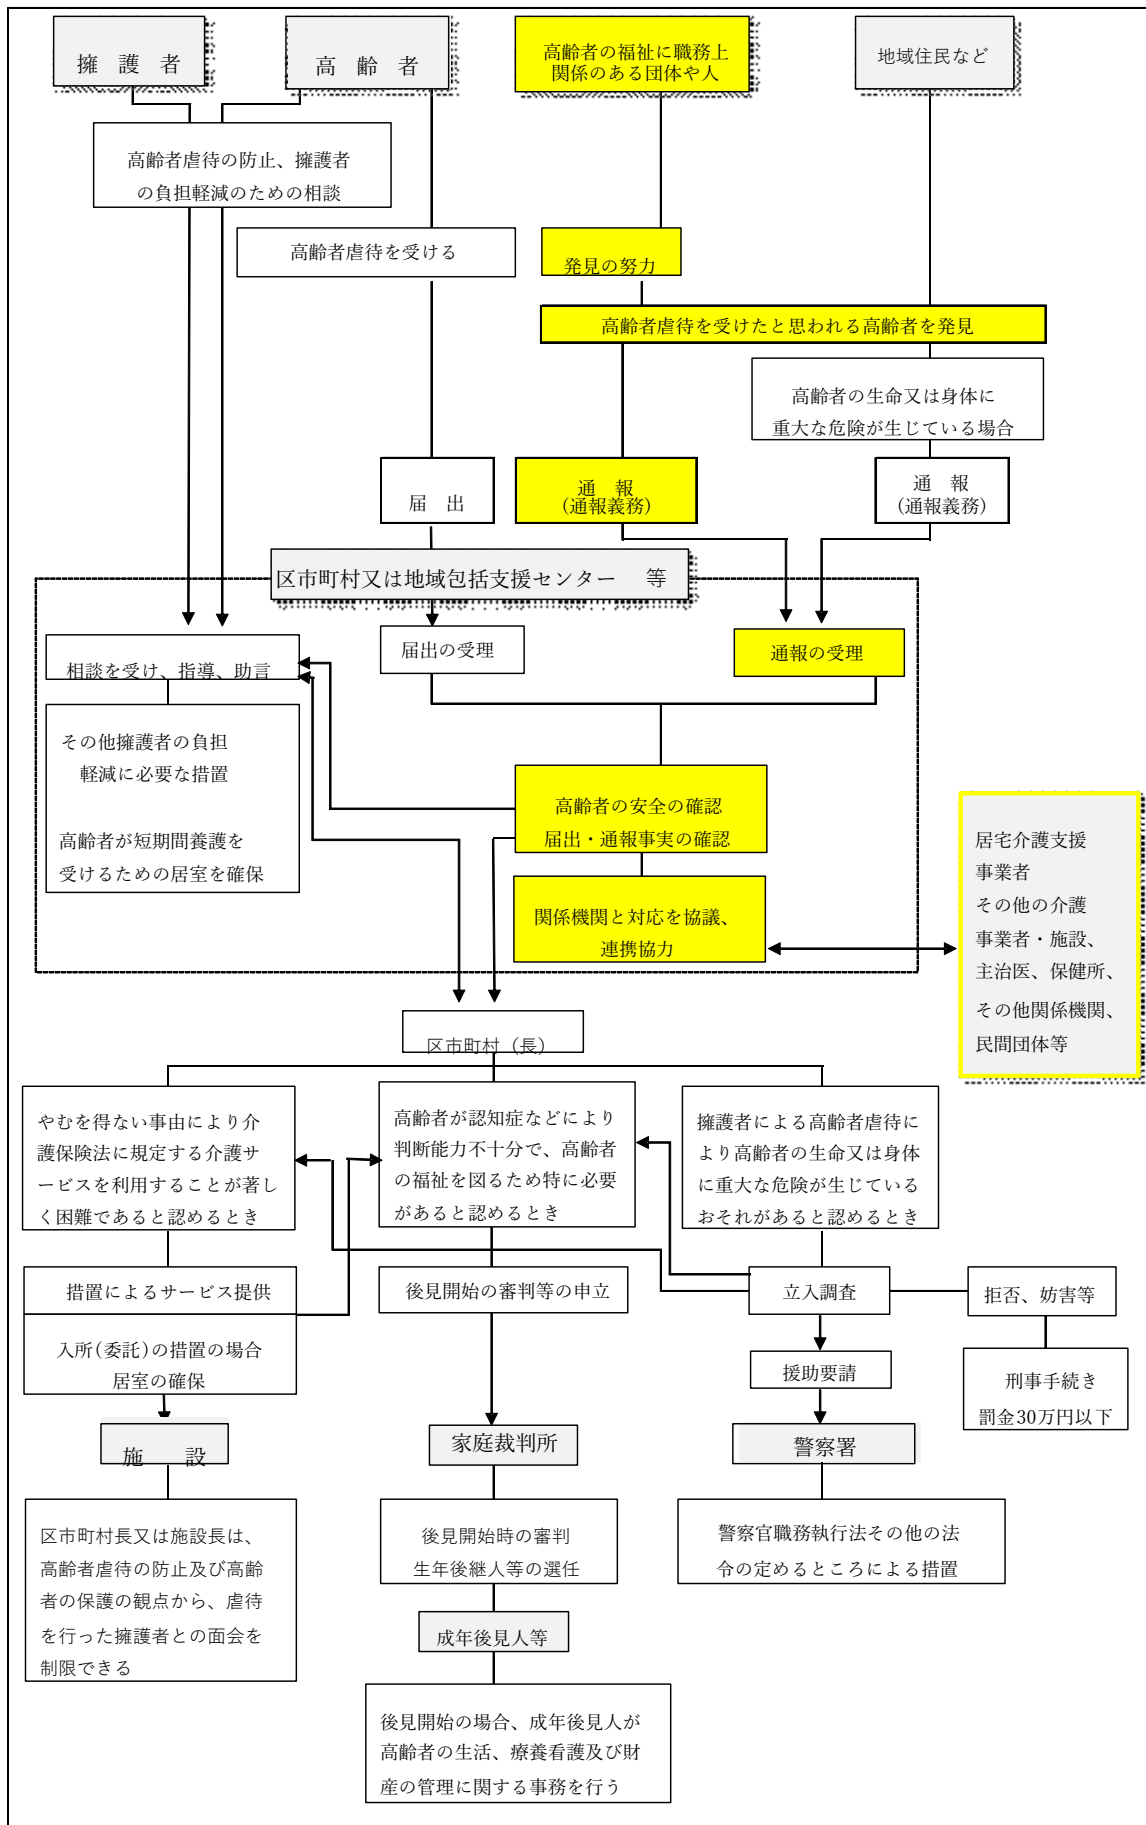 擁 護 者
高 齢 者
高齢者の福祉に職務上
関係のある団体や人
地域住民など
高齢者虐待の防止、擁護者
の負担軽減のための相談
高齢者虐待を受ける
発見の努力
高齢者虐待を受けたと思われる高齢者を発見
高齢者の生命又は身体に
重大な危険が生じている場合
届 出
通 報
(通報義務)
通 報
(通報義務)
区市町村又は地域包括支援センター 等
相談を受け、指導、助言
届出の受理
通報の受理
その他擁護者の負担
軽減に必要な措置
高齢者が短期間養護を
受けるための居室を確保
高齢者の安全の確認
届出・通報事実の確認
関係機関と対応を協議、
連携協力
居宅介護支援
事業者
その他の介護
事業者・施設、
主治医、保健所、
その他関係機関、
民間団体等
区市町村（長）
やむを得ない事由により介
護保険法に規定する介護サ
ービスを利用することが著し
く困難であると認めるとき
高齢者が認知症などにより
判断能力不十分で、高齢者
の福祉を図るため特に必要
があると認めるとき
擁護者による高齢者虐待に
より高齢者の生命又は身体
に重大な危険が生じている
おそれがあると認めるとき
措置によるサービス提供
入所(委託)の措置の場合
居室の確保
後見開始の審判等の申立
立入調査
拒否、妨害等
援助要請
刑事手続き
罰金30万円以下
施 設
家庭裁判所
警察署
区市町村長又は施設長は、
高齢者虐待の防止及び高齢
者の保護の観点から、虐待
を行った擁護者との面会を
制限できる
後見開始時の審判
生年後継人等の選任
警察官職務執行法その他の法
令の定めるところによる措置
成年後見人等
後見開始の場合、成年後見人が
高齢者の生活、療養看護及び財
産の管理に関する事務を行う